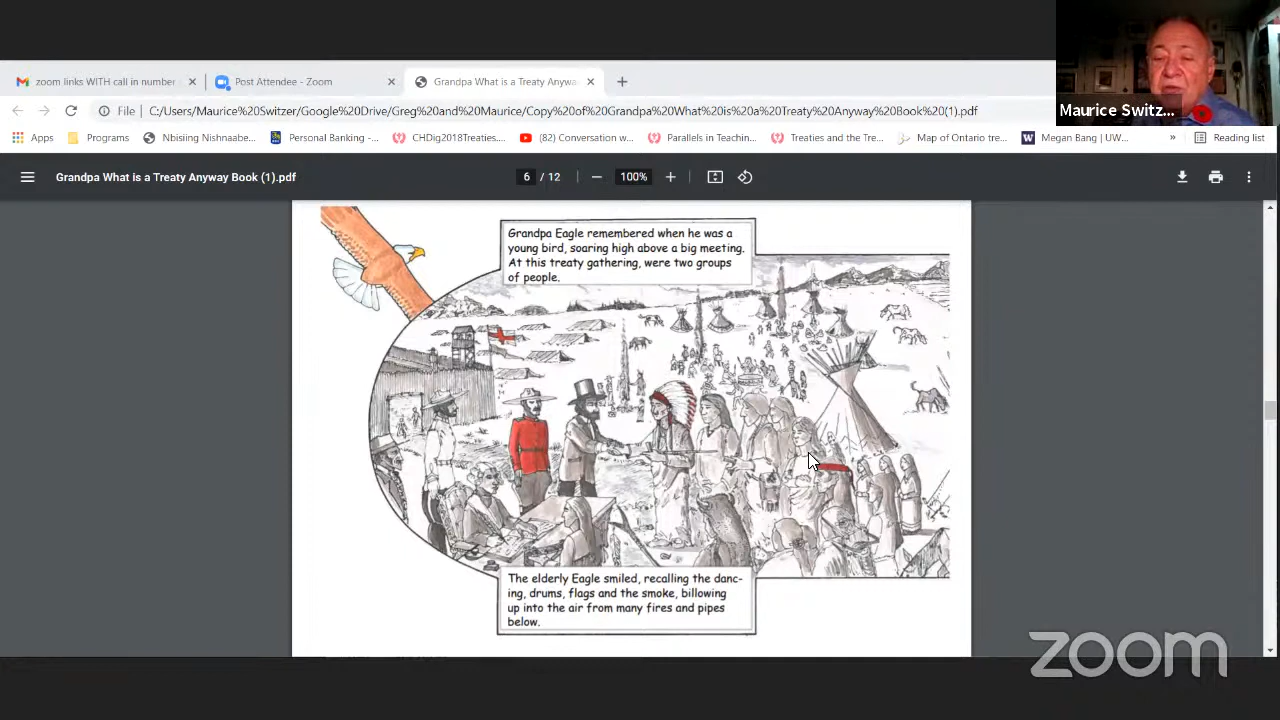 zoom links WITH call in number
Post Attendee - Zoom
Grandpa What is a Treaty Anyway
File
C:/Users/Maurice%20Switzer/Google%20Drive/Greg%20and%20Maurice/Copy%20of%20Grandpa%20What%20is%20a%20Treaty%20Anyway%20Book%20(1).pdf
Apps
Programs
Nbisiing Nishnaabe...
Personal Banking -...
CHDig2018Treaties...
(82) Conversation w...
Parallels in Teachin...
Treaties and the Tre...
Map of Ontario tre...
Megan Bang | UW...
»
Reading list
Maurice Switz...
Grandpa What is a Treaty Anyway Book (1).pdf
6 / 12
100%
Grandpa Eagle remembered when he was a
young bird, soaring high above a big meeting.
At this treaty gathering, were two groups
of people.
The elderly Eagle smiled, recalling the danc-
ing, drums, flags and the smoke, billowing
up into the air from many fires and pipes
below.
zoom